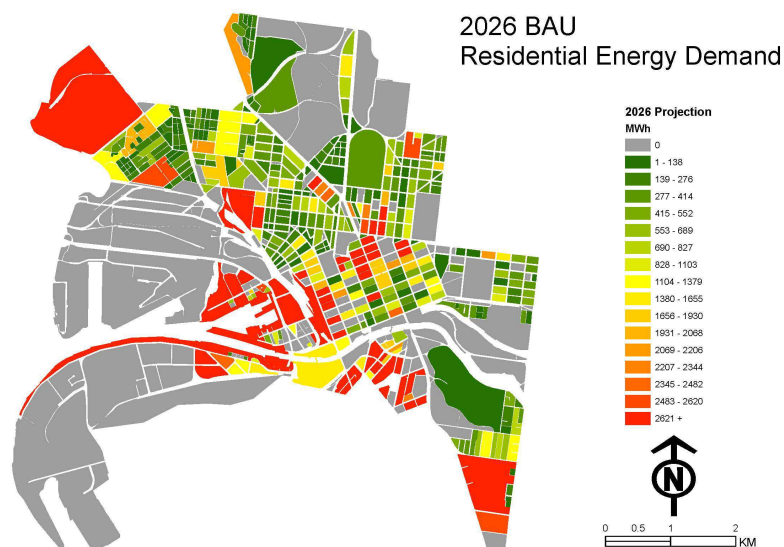 2026 BAU
Residential Energy Demand
2026 Projection
MWh
0
1 - 138
139 - 276
277 - 414
415 - 552
553 - 689
690 - 827
828 - 1103
1104 - 1379
1380 - 1655
1656 - 1930
1931 - 2068
2069 - 2206
2207 - 2344
2345 - 2482
2483 - 2620
2621 +
N
0 0.5 1 2
KM